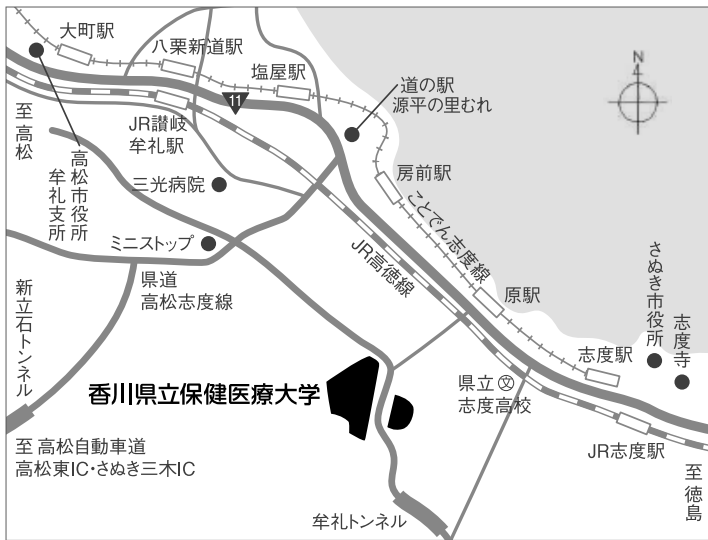 大町駅
八栗新道駅
塩屋駅
道の駅
源平の里むれ
N
11
JR讃岐
牟礼駅
至高松
高松市役所
牟礼支所
三光病院
房前駅
ことでん志度線
ミニストップ
JR高徳線
県道
高松志度線
新立石トンネル
原駅
さぬき市役所
志度寺
志度駅
香川県立保健医療大学
県立文
志度高校
至高松自動車道
高松東IC・さぬき三木IC
JR志度駅
至徳島
牟礼トンネル